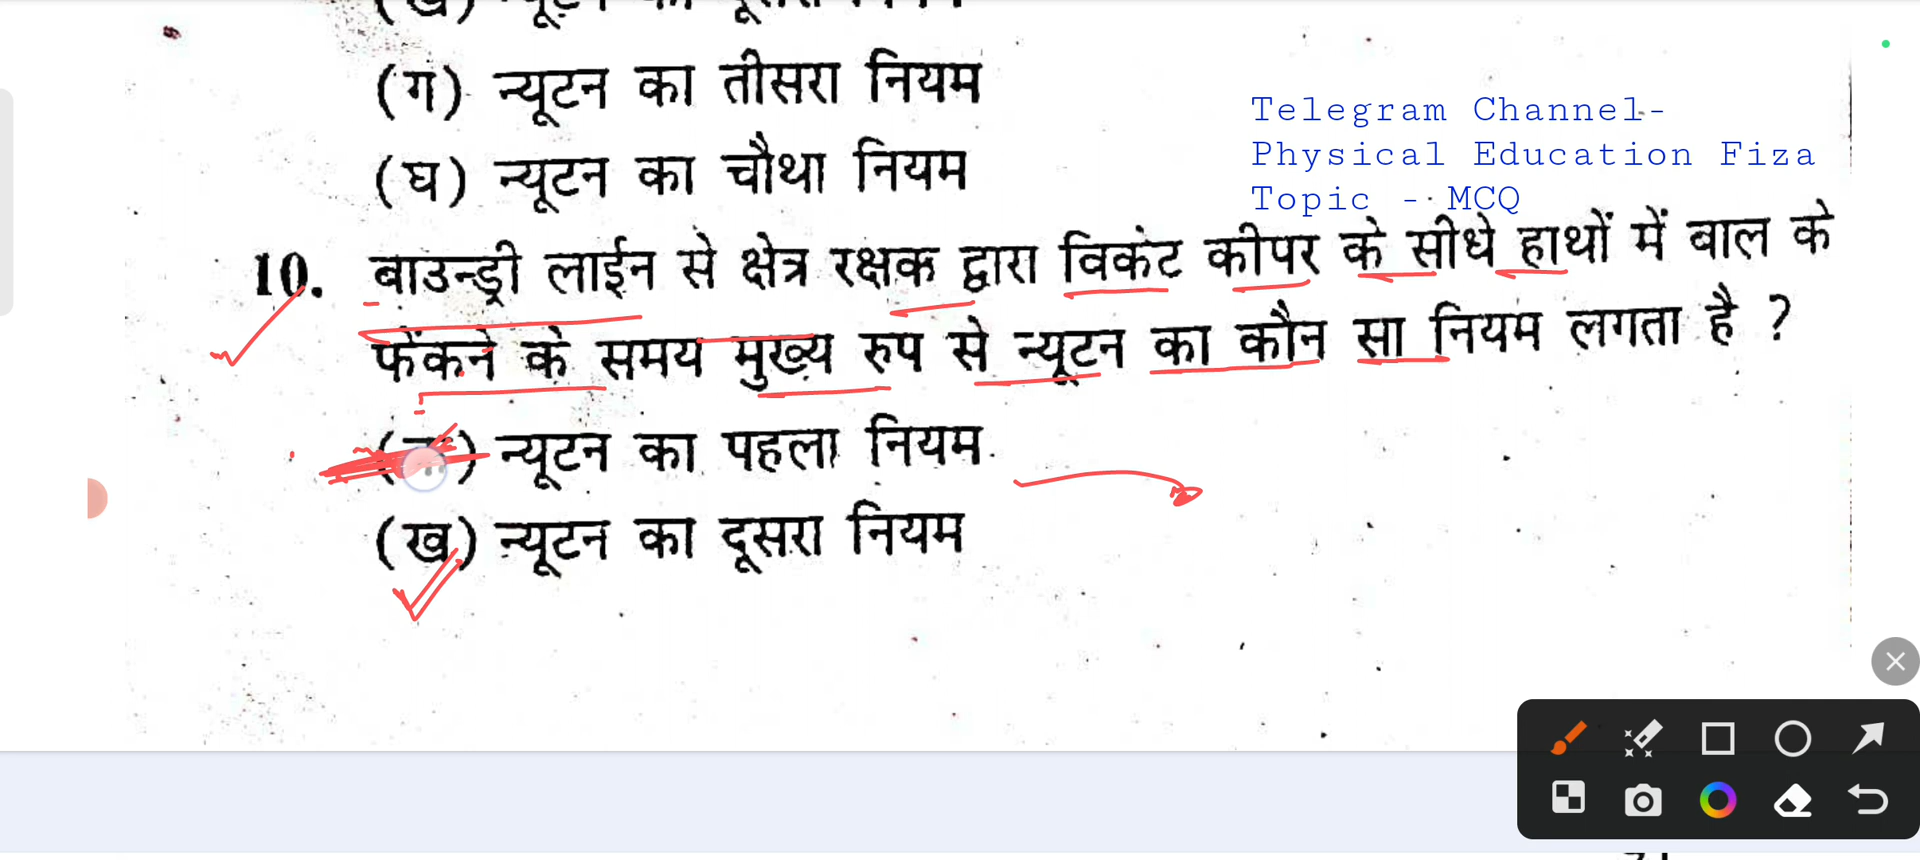 (ग) न्यूटन का तीसरा नियम
(घ) न्यूटन का चौथा नियम
Telegram Channel-
Physical Education Fiza
Topic - MCQ
10. बाउन्ड्री लाईन से क्षेत्र रक्षक द्वारा विकेट कीपर के सीधे हाथों में बाल के
फेंकने के समय मुख्य रुप से न्यूटन का कौन सा नियम लगता है ?
न्यूटन का पहला नियम
(ख) न्यूटन का दूसरा नियम